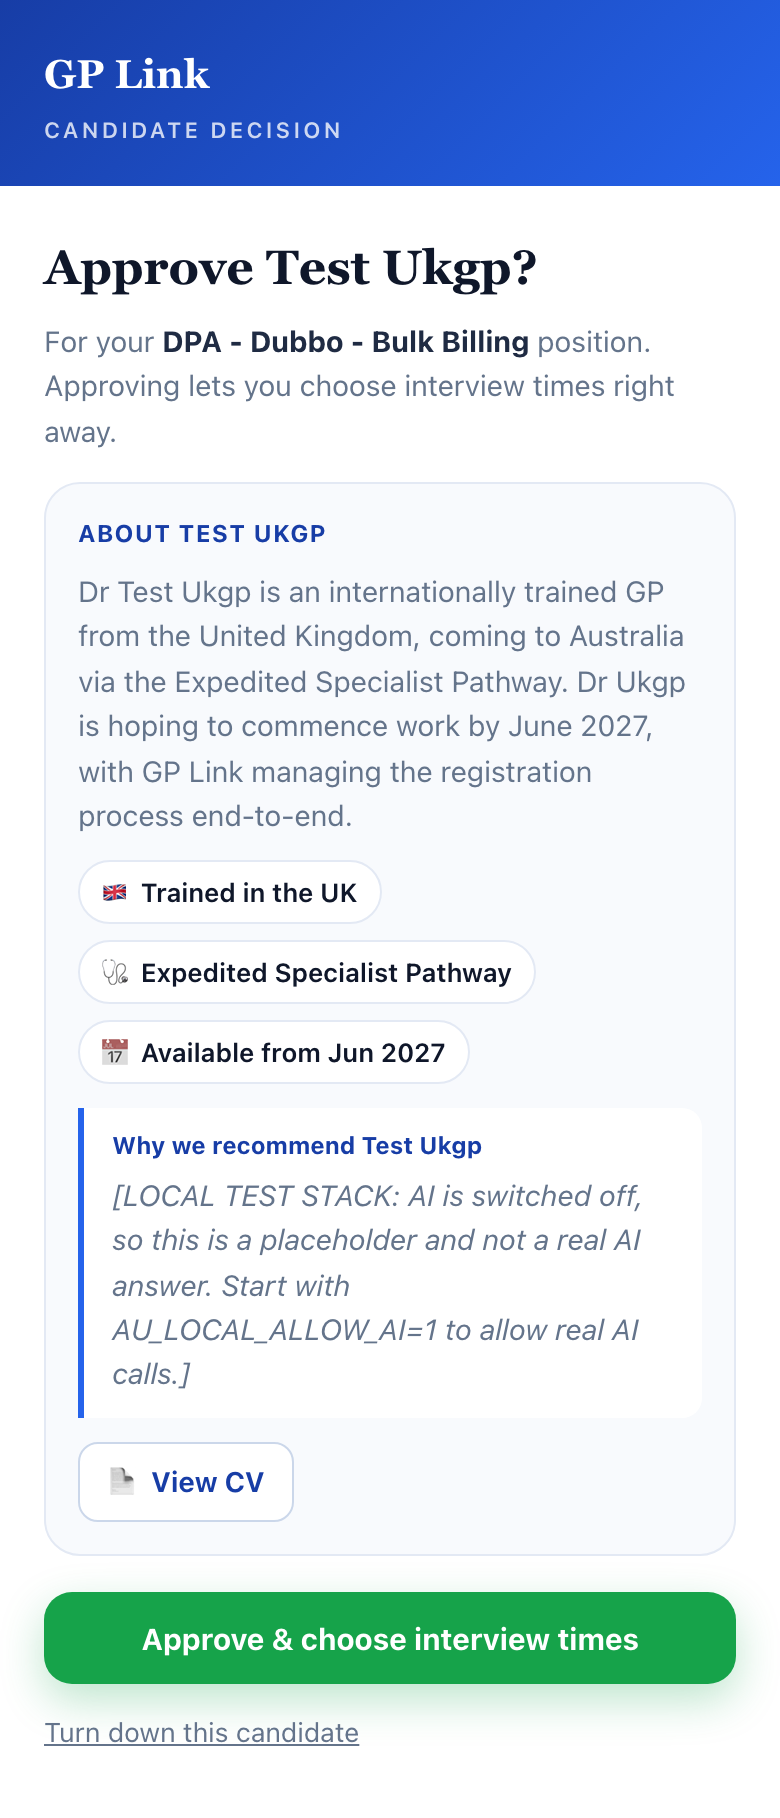 GP Link
CANDIDATE DECISION
Approve Test Ukgp?
For your DPA - Dubbo - Bulk Billing position.
Approving lets you choose interview times right
away.
ABOUT TEST UKGP
Dr Test Ukgp is an internationally trained GP
from the United Kingdom, coming to Australia
via the Expedited Specialist Pathway. Dr Ukgp
is hoping to commence work by June 2027,
with GP Link managing the registration
process end-to-end.
Trained in the UK
Expedited Specialist Pathway
17
Available from Jun 2027
Why we recommend Test Ukgp
[LOCAL TEST STACK: AI is switched off,
so this is a placeholder and not a real AI
answer. Start with
AU_LOCAL_ALLOW_AI=1 to allow real AI
calls.]
View CV
Approve & choose interview times
Turn down this candidate